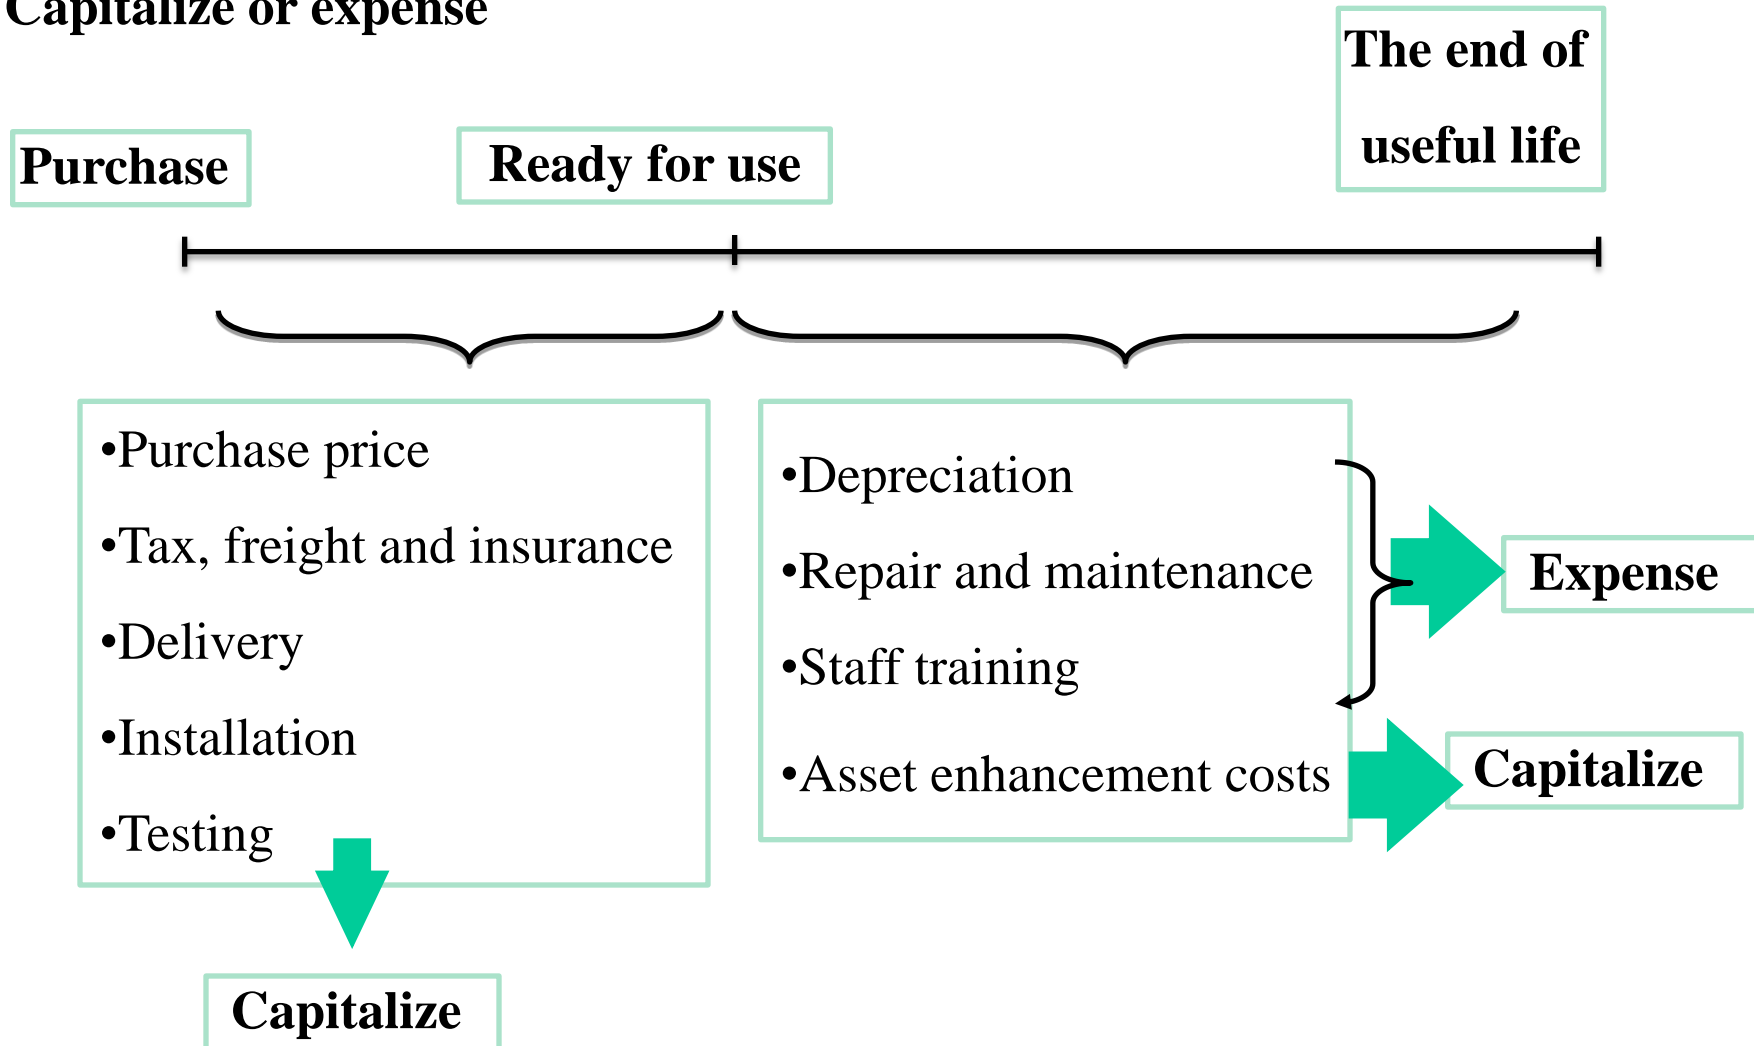 Capitalize or expense
The end of
useful life
Purchase
Ready for use
•Purchase price
•Tax, freight and insurance
•Delivery
•Installation
•Testing
Capitalize
•Depreciation
•Repair and maintenance
•Staff training
•Asset enhancement costs
Expense
Capitalize